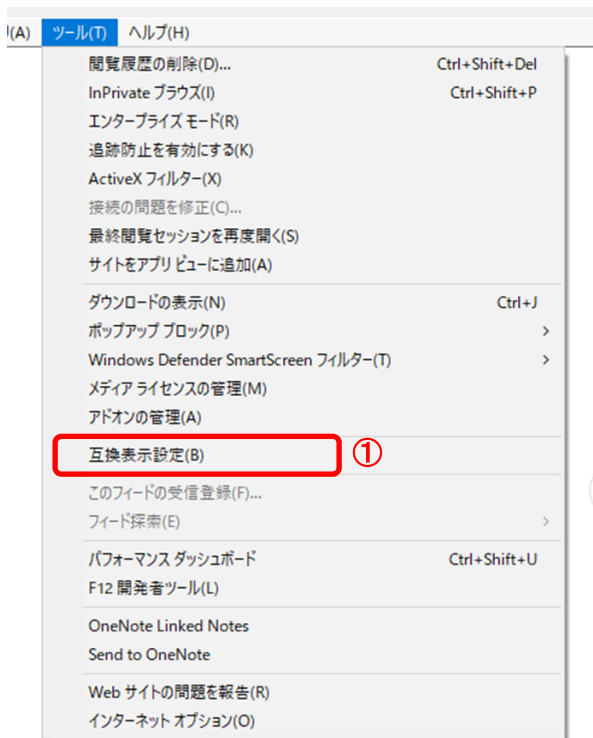 (A) ツール(T) ヘルプ(H)
閲覧履歴の削除(D)... Ctrl+Shift+Del
InPrivate ブラウズ(I) Ctrl+Shift+P
エンタープライズ モード(R)
追跡防止を有効にする(K)
ActiveX フィルター(X)
接続の問題を修正(C)...
最終閲覧セッションを再度開く(S)
サイトをアプリ ビューに追加(A)
ダウンロードの表示(N) Ctrl+J
ポップアップ ブロック(P)
Windows Defender SmartScreen フィルター(T)
メディア ライセンスの管理(M)
アドオンの管理(A)
互換表示設定(B) ①
このフィードの受信登録(F)...
フィード探索(E)
パフォーマンス ダッシュボード Ctrl+Shift+U
F12 開発者ツール(L)
OneNote Linked Notes
Send to OneNote
Web サイトの問題を報告(R)
インターネット オプション(O)